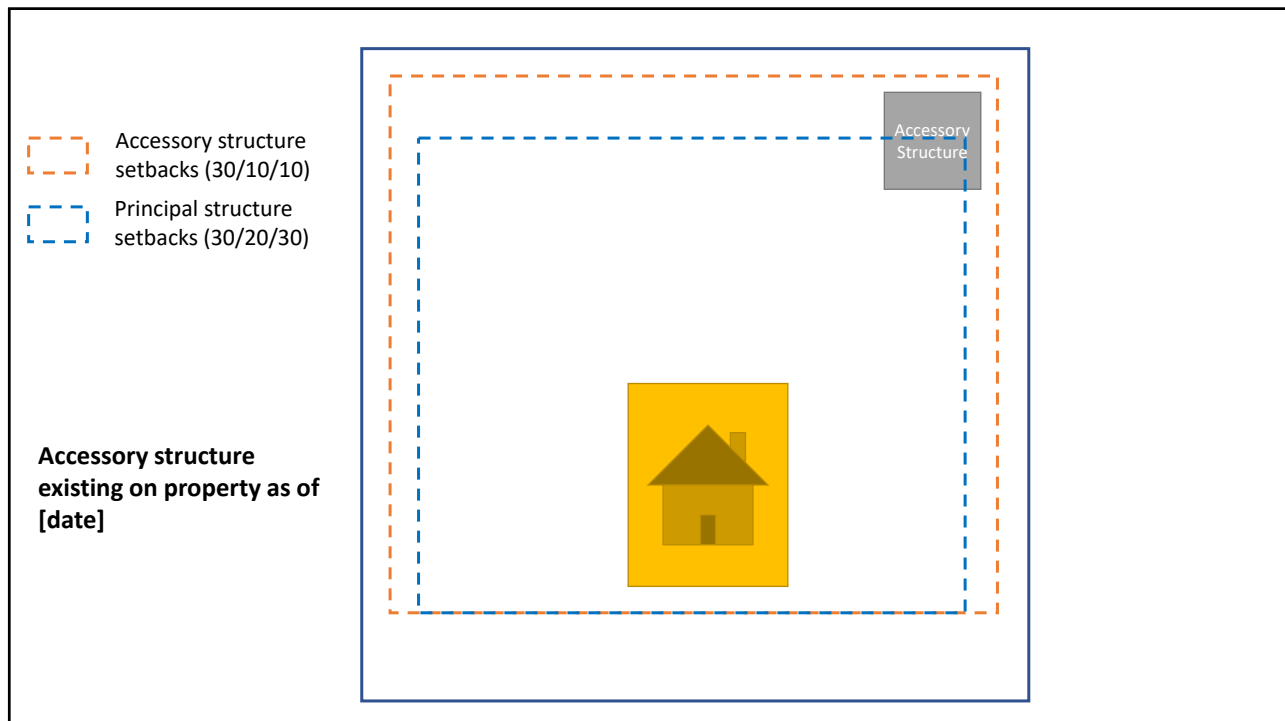 Accessory structure
setbacks (30/10/10)
Principal structure
setbacks (30/20/30)
Accessory structure
existing on property as of
[date]
Accessory
Structure